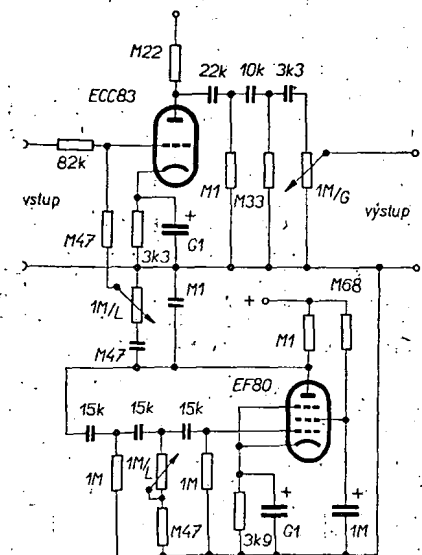 M22
22k 10k 3k3
ECC83
82k
vstup
M47
3k3
+
G1
M1
M33
1M/G
výstup
1M/L
M1
M68
+
M1
M47
EF80
15k 15k 15k
1M
1M/L
1M
M47
3k9
+
G1
+
1M